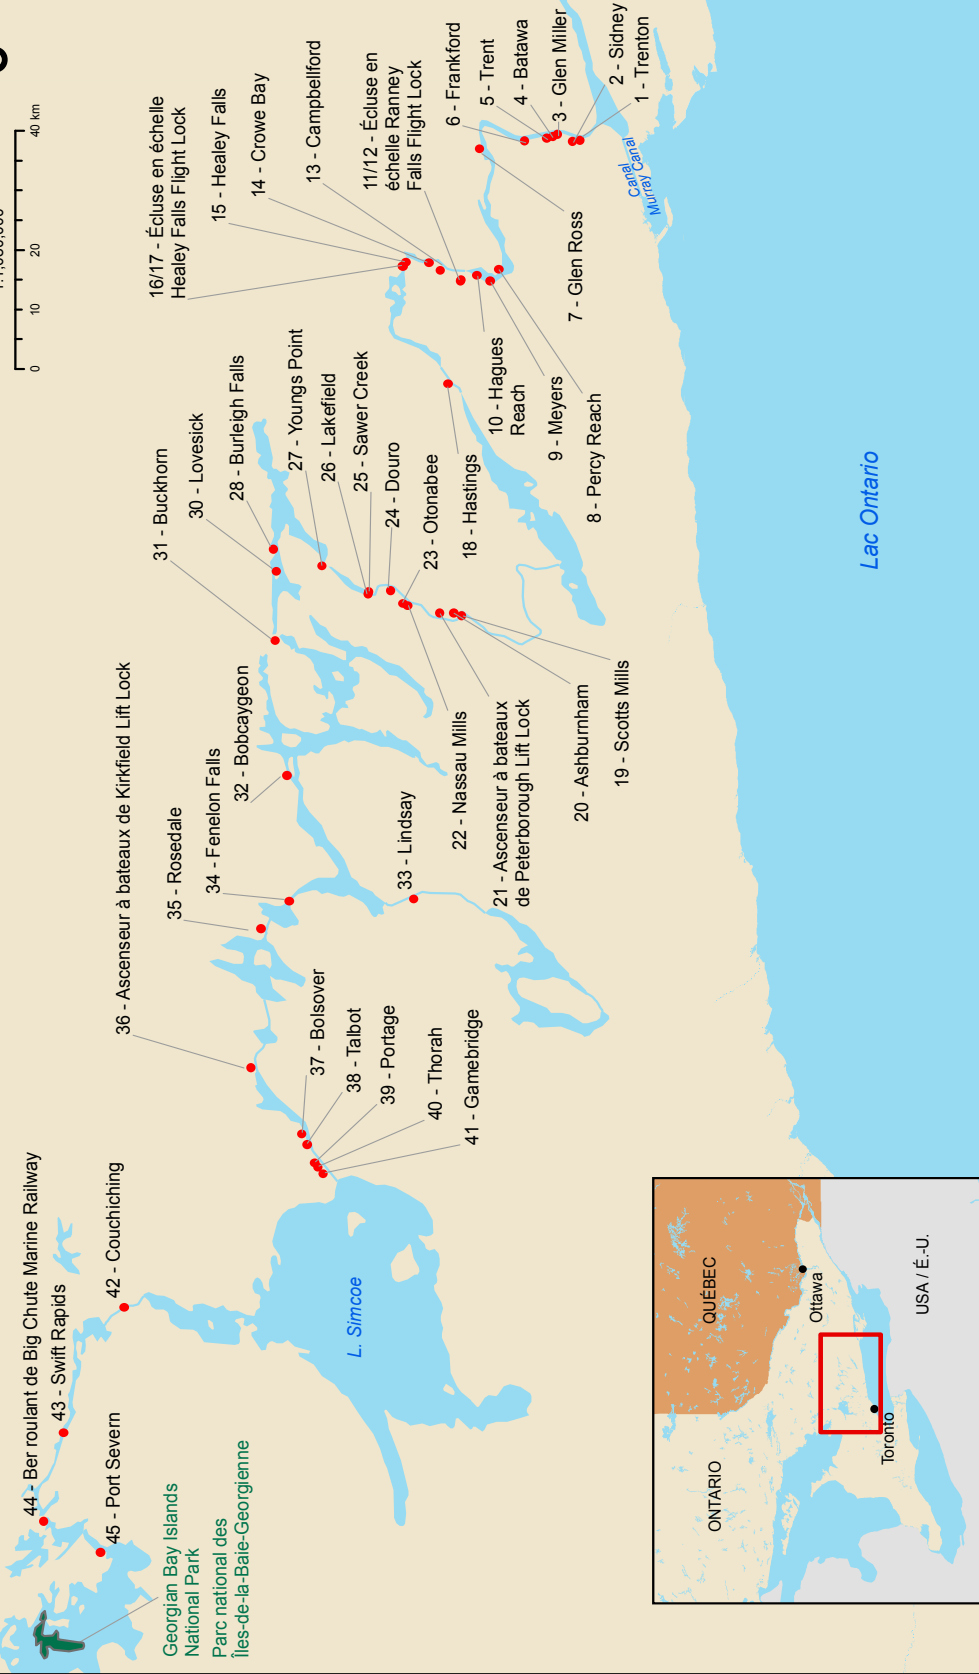 44 - Ber roulant de Big Chute Marine Railway
43 - Swift Rapids
42 - Couchiching
45 - Port Severn
Georgian Bay Islands
National Park
Parc national des
Îles-de-la-Baie-Georgienne
L. Simcoe
36 - Ascenseur à bateaux de Kirkfield Lift Lock
35 - Rosedale
34 - Fenelon Falls
32 - Bobcaygeon
33 - Lindsay
37 - Bolsover
38 - Talbot
39 - Portage
40 - Thorah
41 - Gamebridge
31 - Buckhorn
30 - Lovesick
28 - Burleigh Falls
27 - Youngs Point
26 - Lakefield
25 - Sawer Creek
24 - Douro
23 - Otonabee
22 - Nassau Mills
21 - Ascenseur à bateaux
de Peterborough Lift Lock
20 - Ashburnham
19 - Scotts Mills
18 - Hastings
16/17 - Écluse en échelle
Healey Falls Flight Lock
15 - Healey Falls
14 - Crowe Bay
13 - Campbellford
11/12 - Écluse en
échelle Ranney
Falls Flight Lock
10 - Hagues
Reach
9 - Meyers
8 - Percy Reach
7 - Glen Ross
6 - Frankford
5 - Trent
4 - Batawa
3 - Glen Miller
2 - Sidney
1 - Trenton
Canal
Murray Canal
Lac Ontario
0 10 20 40 km
ONTARIO
QUÉBEC
Ottawa
Toronto
USA / É.-U.